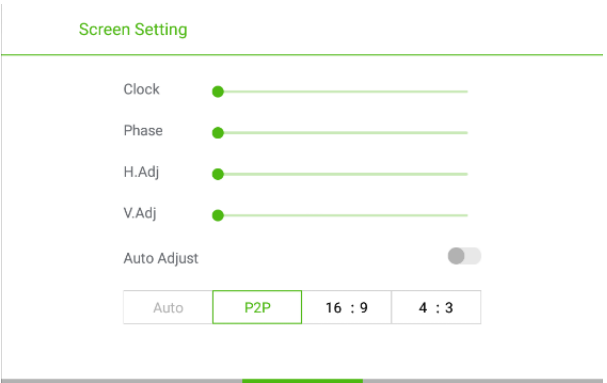 Screen Setting
Clock
Phase
H.Adj
V.Adj
Auto Adjust
Auto P2P 16 : 9 4 : 3